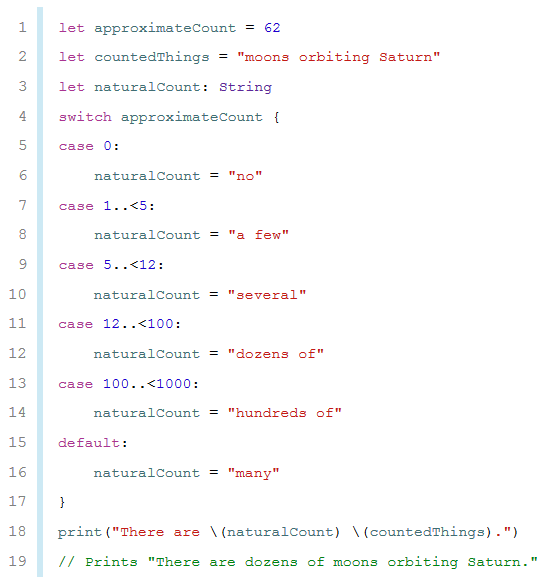 1 let approximateCount = 62
2 let countedThings = "moons orbiting Saturn"
3 let naturalCount: String
4 switch approximateCount {
5 case 0:
6     naturalCount = "no"
7 case 1..<5:
8     naturalCount = "a few"
9 case 5..<12:
10     naturalCount = "several"
11 case 12..<100:
12     naturalCount = "dozens of"
13 case 100..<1000:
14     naturalCount = "hundreds of"
15 default:
16     naturalCount = "many"
17 }
18 print("There are \(naturalCount) \(countedThings).")
19 // Prints "There are dozens of moons orbiting Saturn."